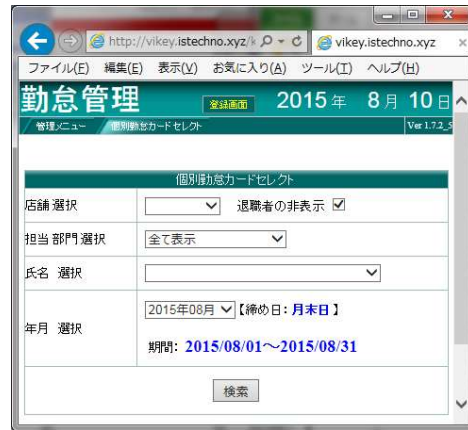 http://vikey.istechno.xyz/k
vikey.istechno.xyz
ファイル(F) 編集(E) 表示(V) お気に入り(A) ツール(T) ヘルプ(H)
勤怠管理 登録画面 2015年 8月 10日
管理メニュー 個別勤怠カードセレクト Ver 1.7.2_S
個別勤怠カードセレクト
店舗 選択 退職者の非表示
担当 部門 選択 全て表示
氏名 選択
年月 選択 2015年08月 【締め日：月末日 】
期間： 2015/08/01～2015/08/31
検索